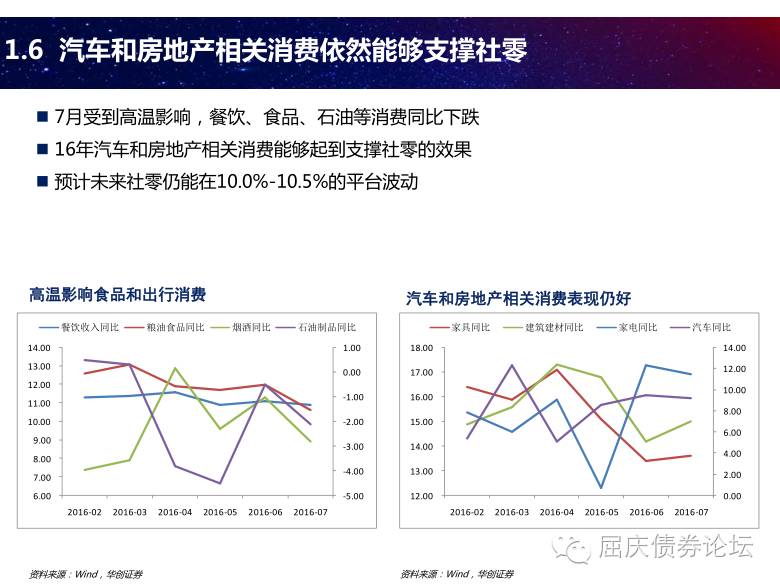 1.6 汽车和房地产相关消费依然能够支撑社零
7月受到高温影响，餐饮、食品、石油等消费同比下跌
16年汽车和房地产相关消费能够起到支撑社零的效果
预计未来社零仍能在10.0%-10.5%的平台波动
高温影响食品和出行消费
餐饮收入同比 粮油食品同比 烟酒同比 石油制品同比
14.00 1.00
13.00 0.00
12.00 -1.00
11.00 -2.00
10.00 -3.00
9.00 -4.00
8.00 -5.00
7.00
6.00
2016-02 2016-03 2016-04 2016-05 2016-06 2016-07
资料来源：Wind，华创证券
汽车和房地产相关消费表现仍好
家具同比 建筑建材同比 家电同比 汽车同比
18.00 14.00
17.00 12.00
16.00 10.00
15.00 8.00
14.00 6.00
13.00 4.00
12.00 2.00
0.00
2016-02 2016-03 2016-04 2016-05 2016-06 2016-07
屈庆债券论坛
资料来源：Wind，华创证券